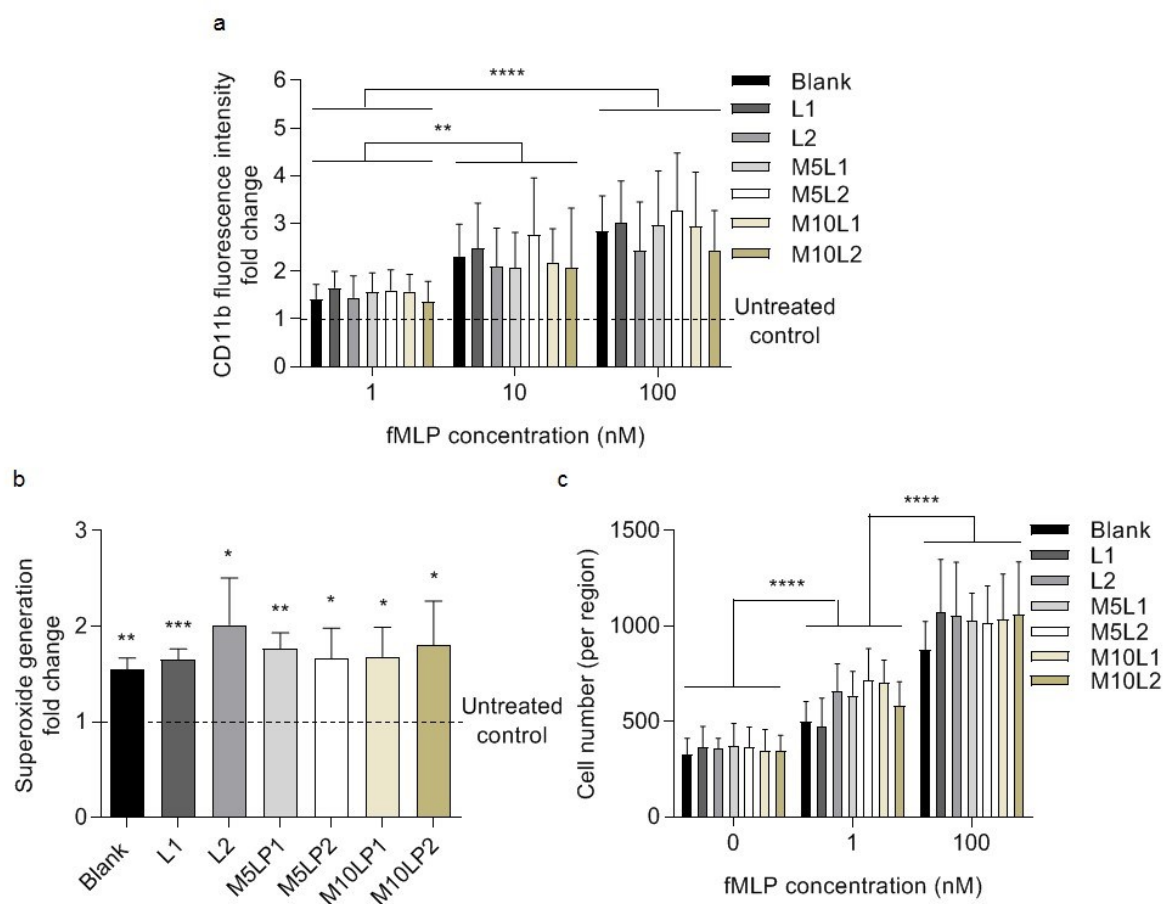 a
CD11b fluorescence intensity
fold change
6
5
4
3
2
1
0
****
**
1
10
100
fMLP concentration (nM)
Blank
L1
L2
M5L1
M5L2
M10L1
M10L2
Untreated
control
b
Superoxide generation
fold change
3
2
1
0
**
***
*
**
*
*
*
Untreated
control
Blank
L1
L2
M5LP1
M5LP2
M10LP1
M10LP2
c
Cell number (per region)
1500
1000
500
0
****
****
0
1
100
fMLP concentration (nM)
Blank
L1
L2
M5L1
M5L2
M10L1
M10L2